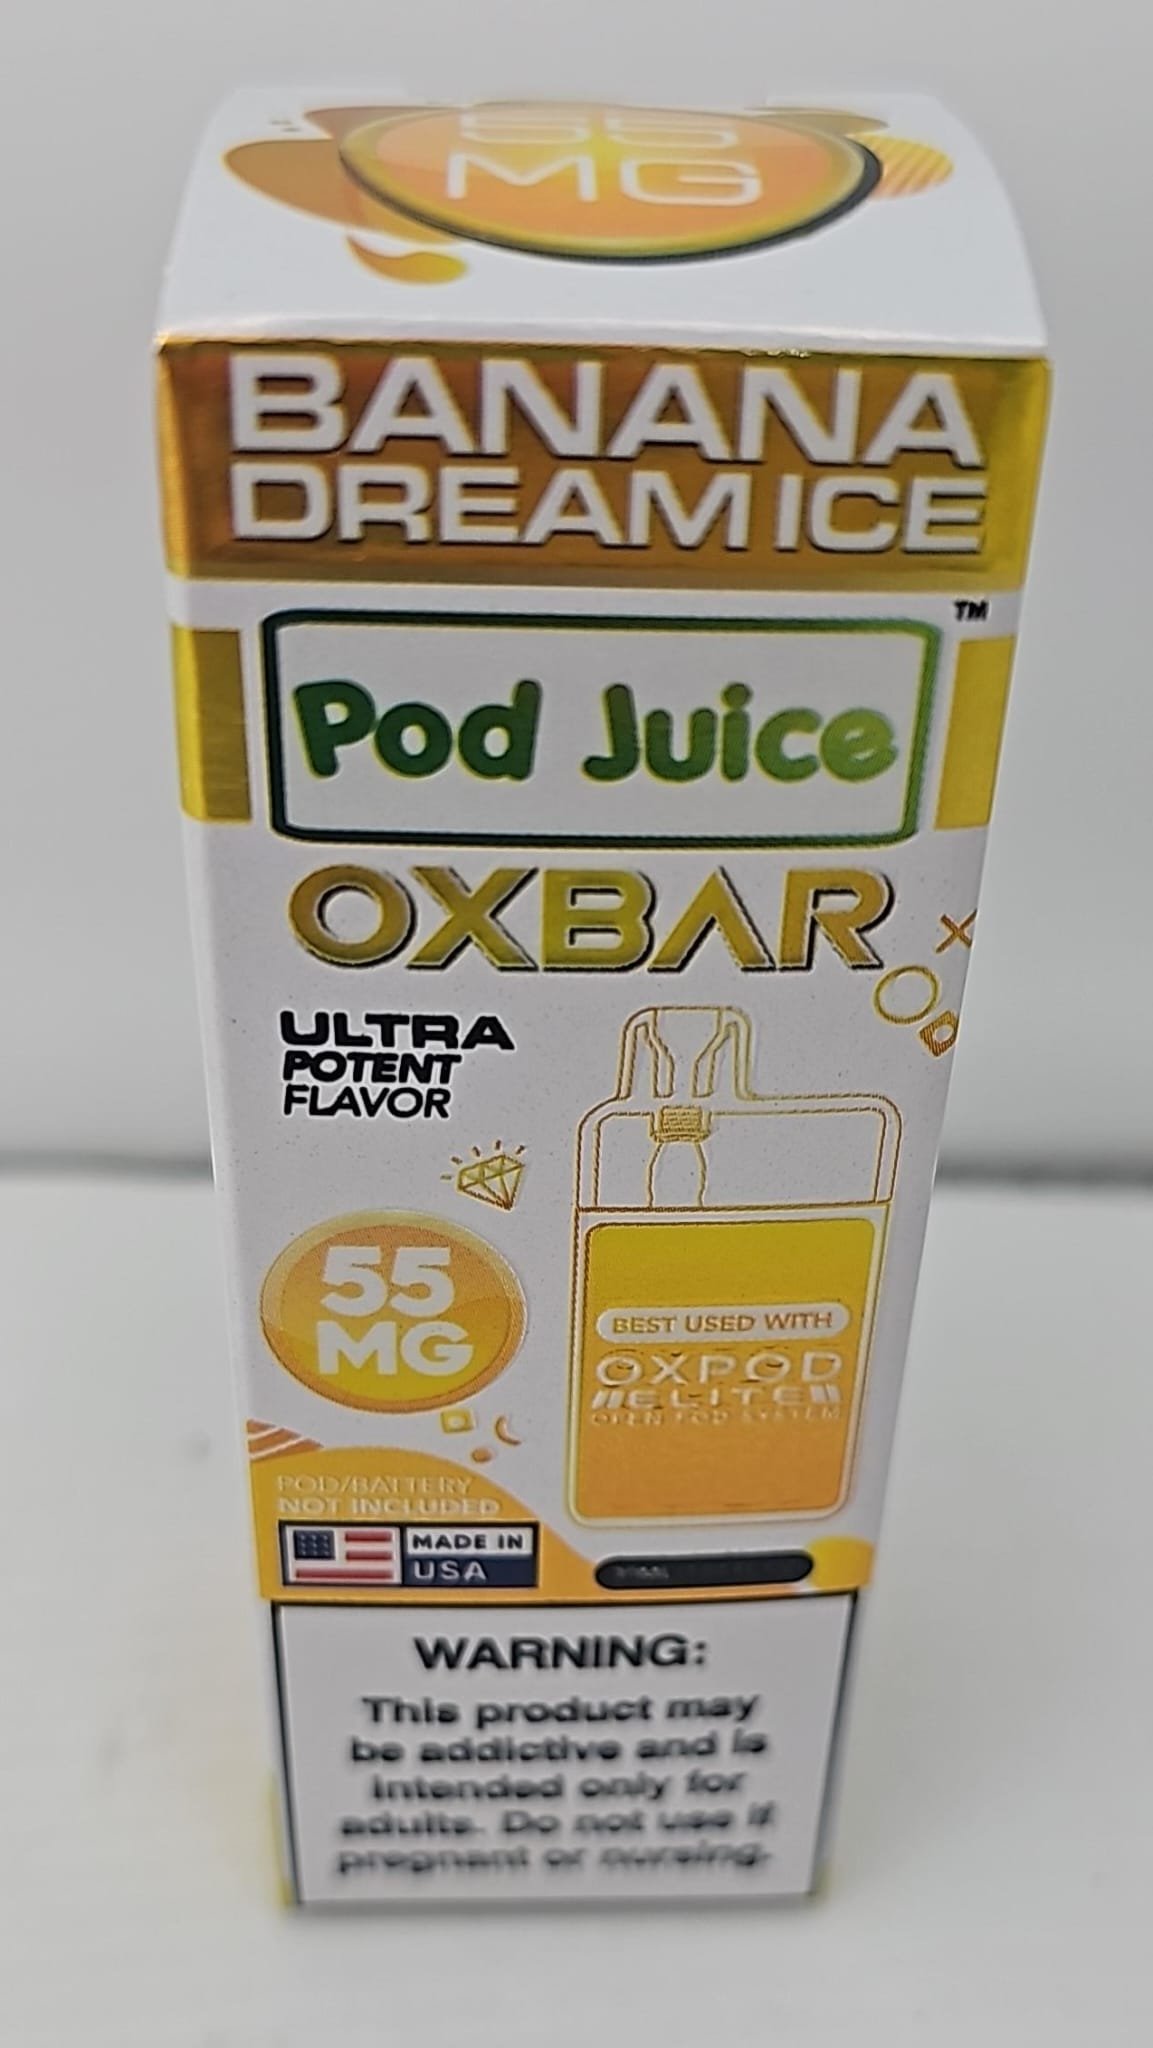 55
MG
BANANA
DREAM ICE
TM
Pod Juice
OXBAR
ULTRA
POTENT
FLAVOR
55
MG
BEST USED WITH
OXPOD
ELITE
OPEN POD SYSTEM
POD/BATTERY
NOT INCLUDED
MADE IN
USA
WARNING:
This product may
be addictive and is
intended only for
adults. Do not use if
pregnant or nursing.